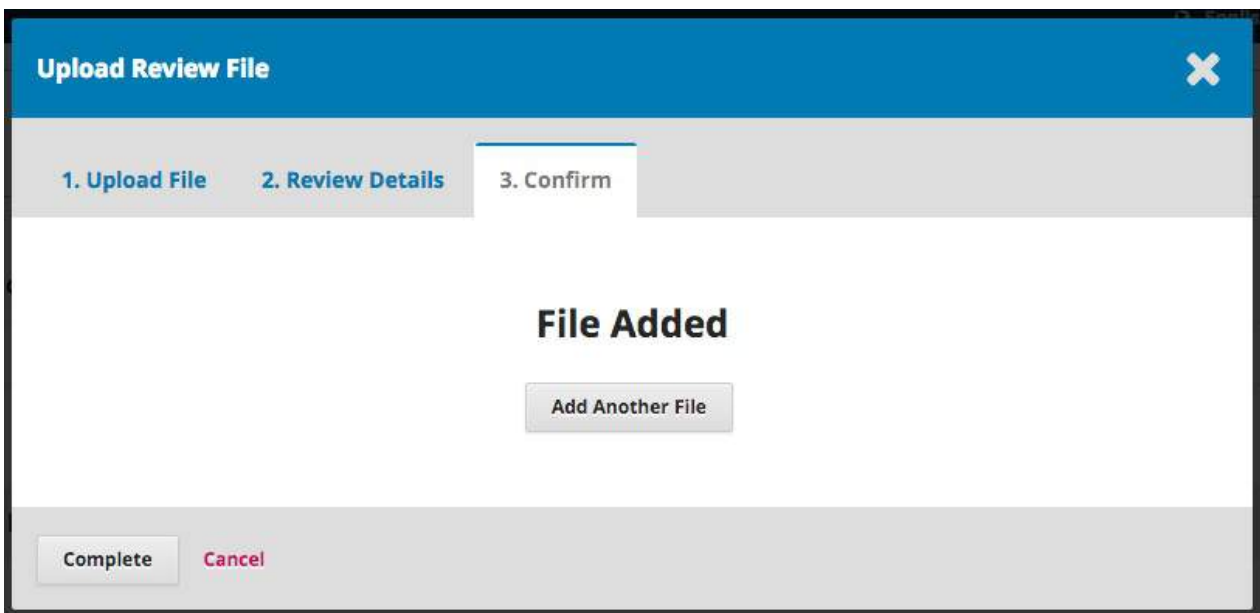 Upload Review File
1. Upload File 2. Review Details 3. Confirm
File Added
Add Another File
Complete Cancel